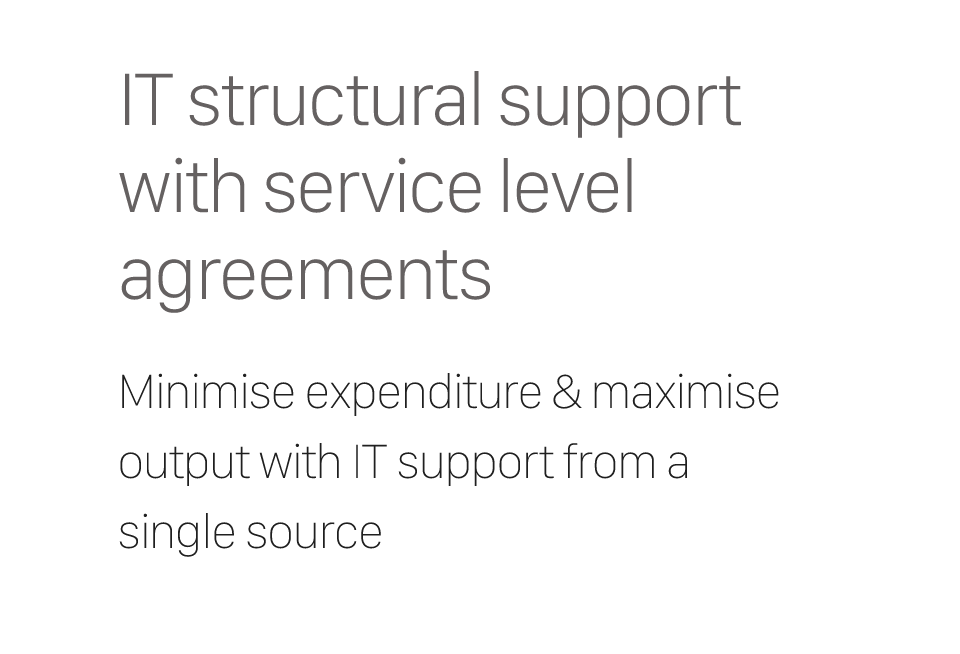 IT structural support
with service level
agreements
Minimise expenditure & maximise
output with IT support from a
single source